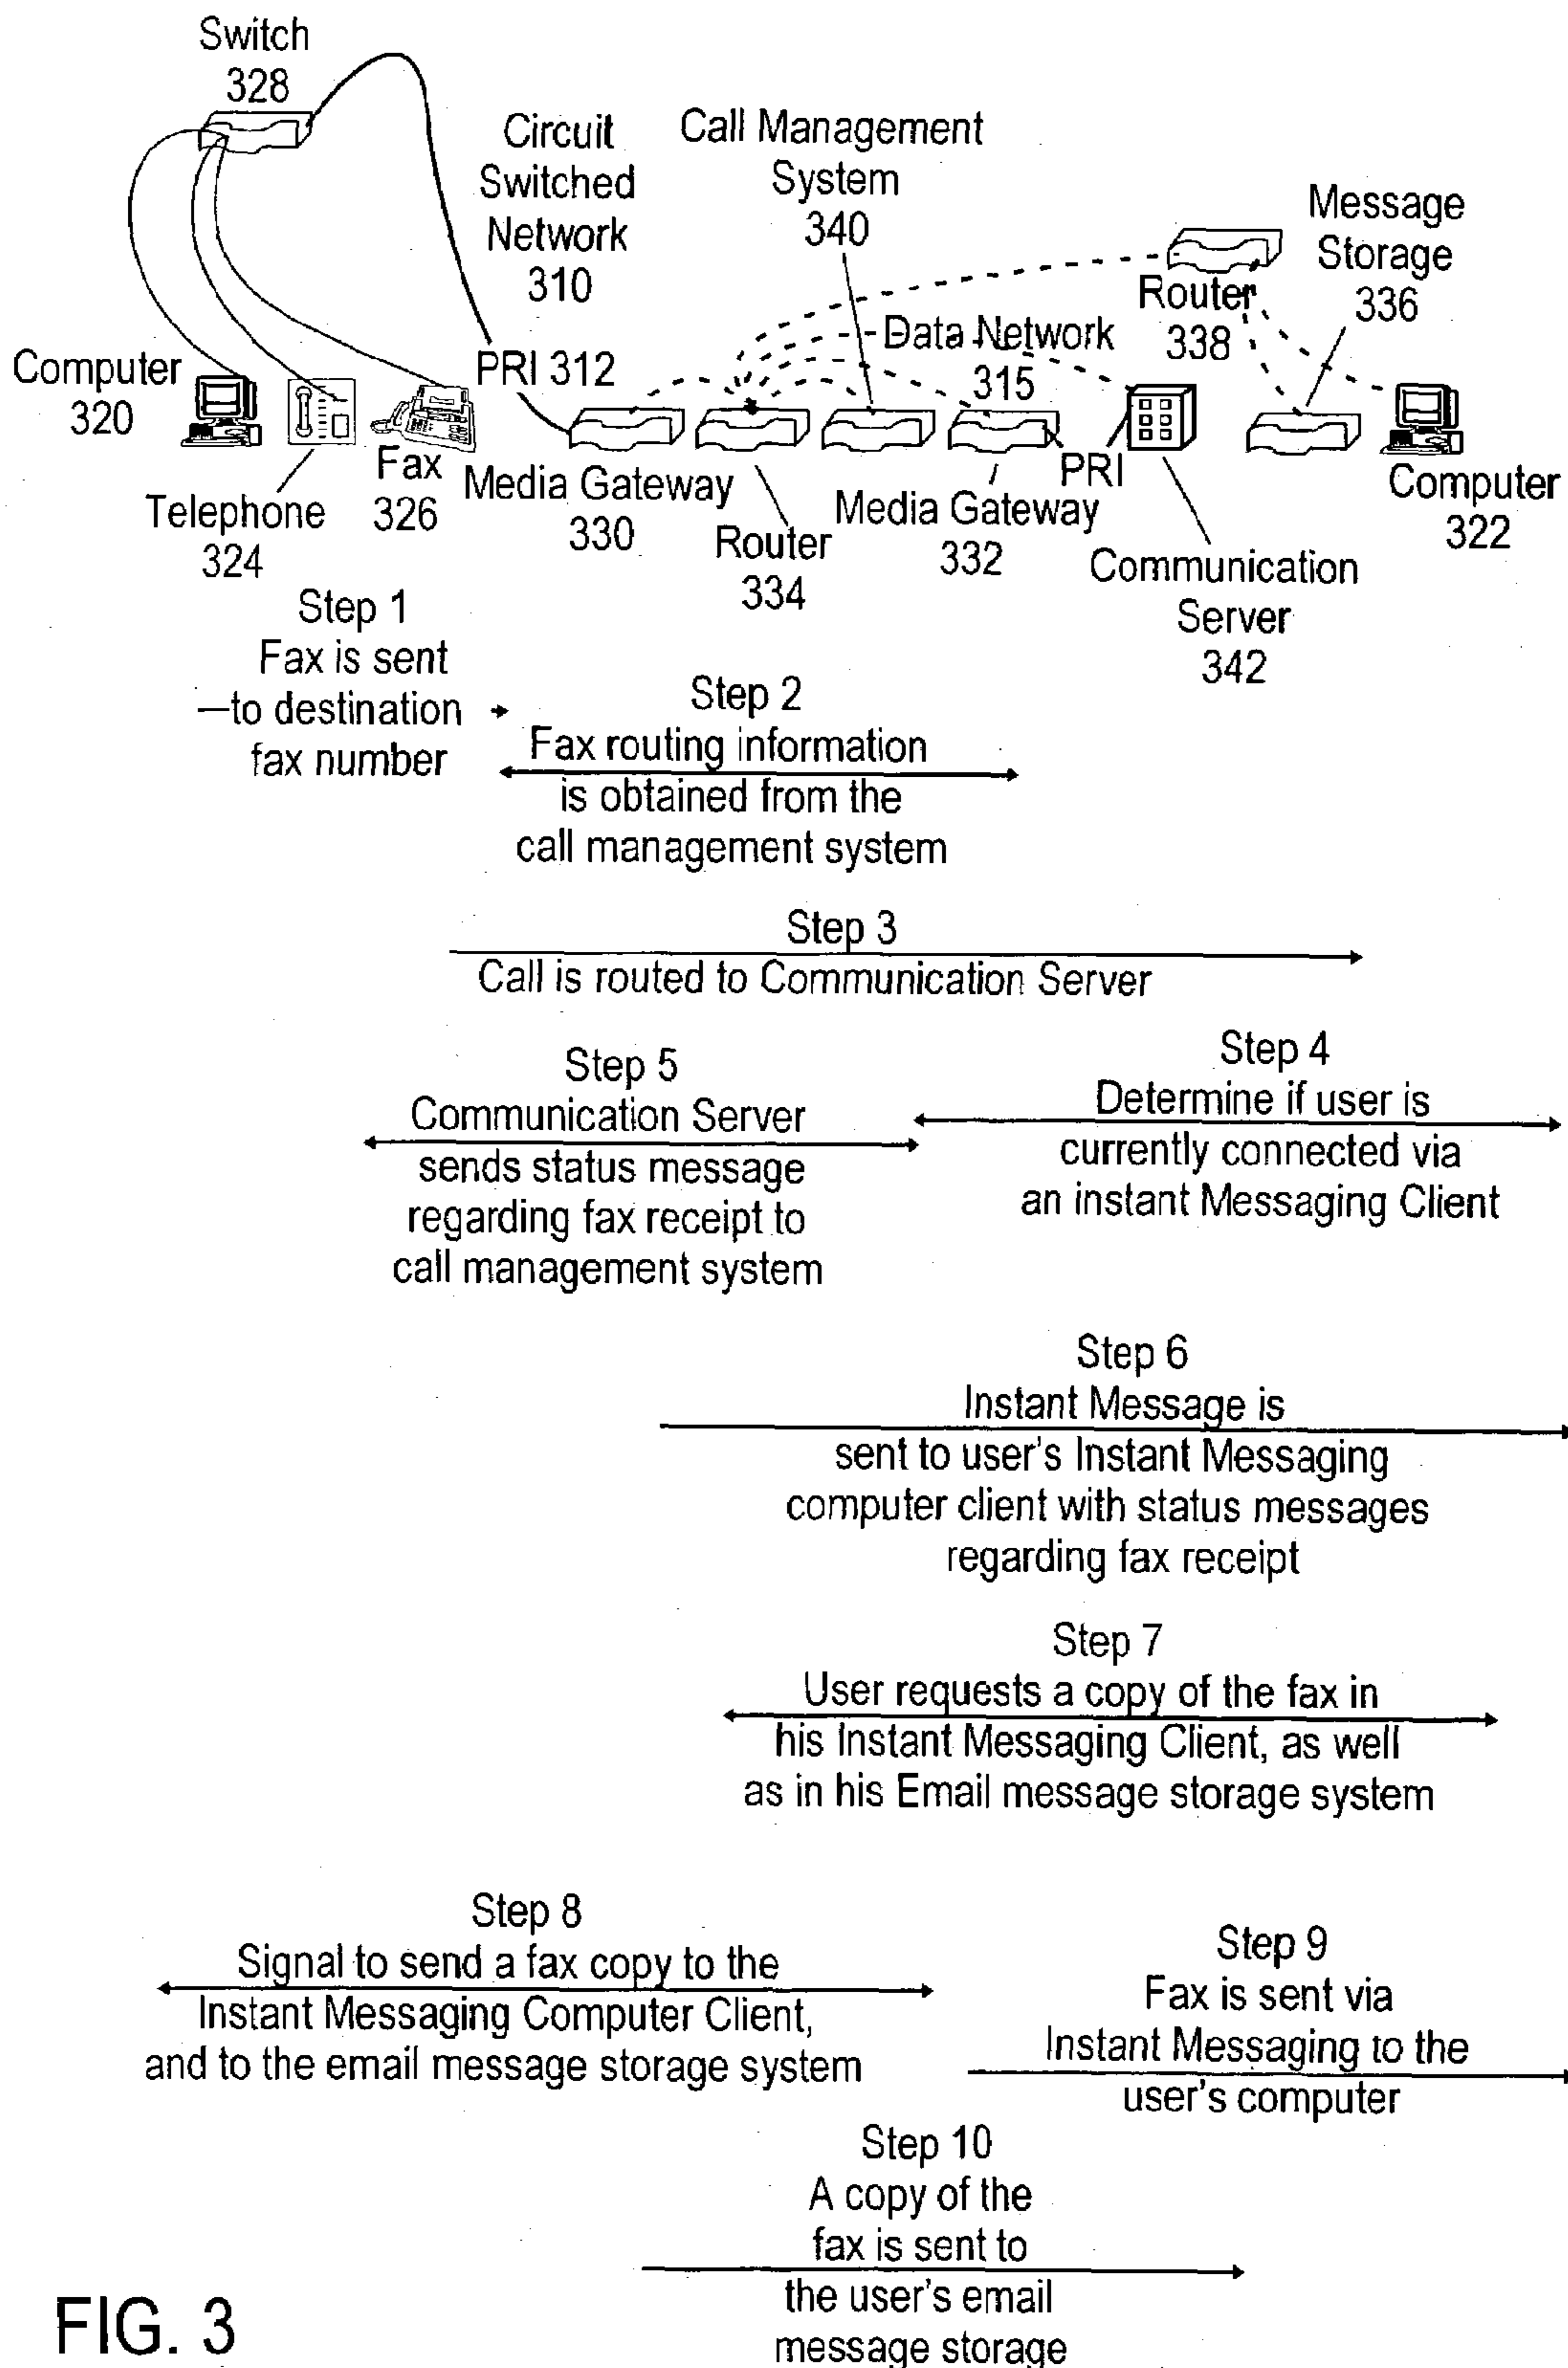 Switch
328
Circuit
Switched
Network
310
Call Management
System
340
Message
Storage
336
Router
338
Data Network
315
Computer
320
PRI 312
Telephone
324
Fax
326
Media Gateway
330
Router
334
Media Gateway
332
PRI
Communication
Server
342
Computer
322
Step 1
Fax is sent
to destination
fax number
Step 2
Fax routing information
is obtained from the
call management system
Step 3
Call is routed to Communication Server
Step 5
Communication Server
sends status message
regarding fax receipt to
call management system
Step 4
Determine if user is
currently connected via
an instant Messaging Client
Step 6
Instant Message is
sent to user's Instant Messaging
computer client with status messages
regarding fax receipt
Step 7
User requests a copy of the fax in
his Instant Messaging Client, as well
as in his Email message storage system
Step 8
Signal to send a fax copy to the
Instant Messaging Computer Client,
and to the email message storage system
Step 9
Fax is sent via
Instant Messaging to the
user's computer
Step 10
A copy of the
fax is sent to
the user's email
message storage
FIG. 3